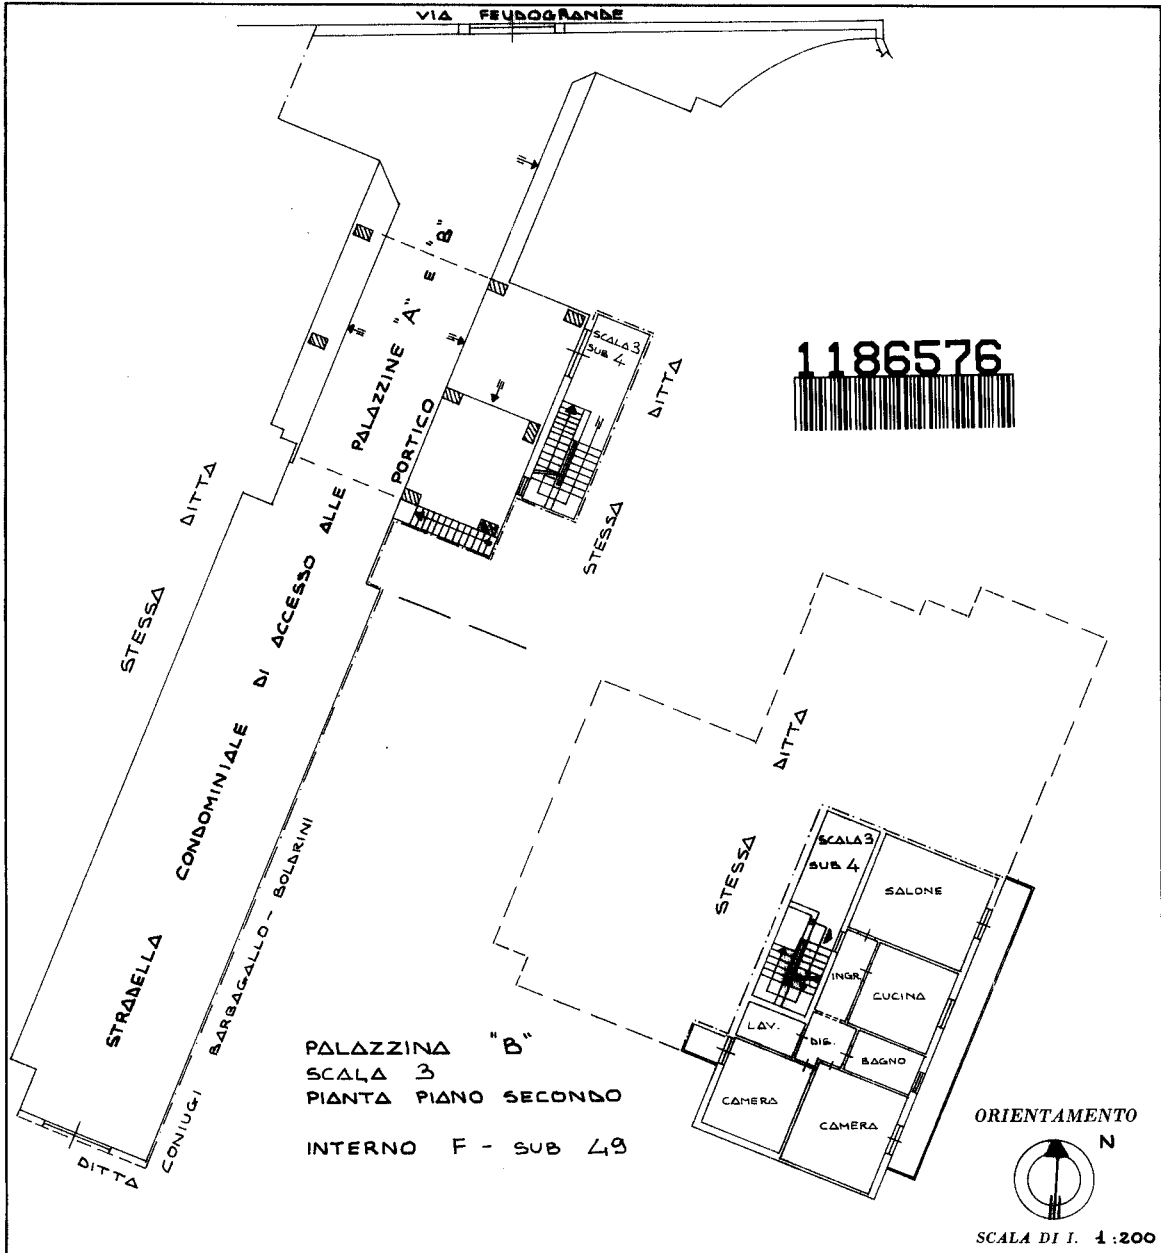 VIA FEUDOGRANDE
STRADELLA CONDOMINIALE DI ACCESSO ALLE PALAZZINE "A" E "B"
PORTICO
SCALA 3
SUB 4
STESSA DITTA
STESSA DITTA
1186576
DITTA CONIUGI BARBAGALLO - BOLARINI
STESSA DITTA
SCALA 3
SUB 4
SALONE
INGR.
CUCINA
LAV.
DIS.
BAGNO
CAMERA
CAMERA
PALAZZINA "B"
SCALA 3
PIANTA PIANO SECONDO
INTERNO F - SUB 49
ORIENTAMENTO
N
SCALA DI I. 1:200